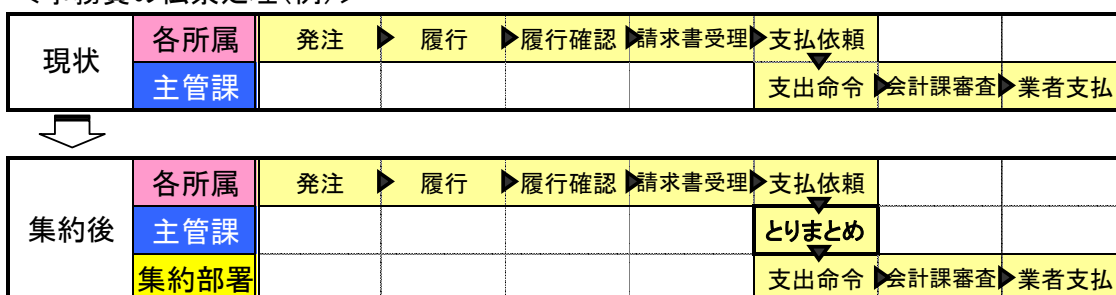 現状 各所属 発注 履行 履行確認 請求書受理 支払依頼
主管課 支出命令 会計課審査 業者支払
集約後 各所属 発注 履行 履行確認 請求書受理 支払依頼
主管課 とりまとめ
集約部署 支出命令 会計課審査 業者支払